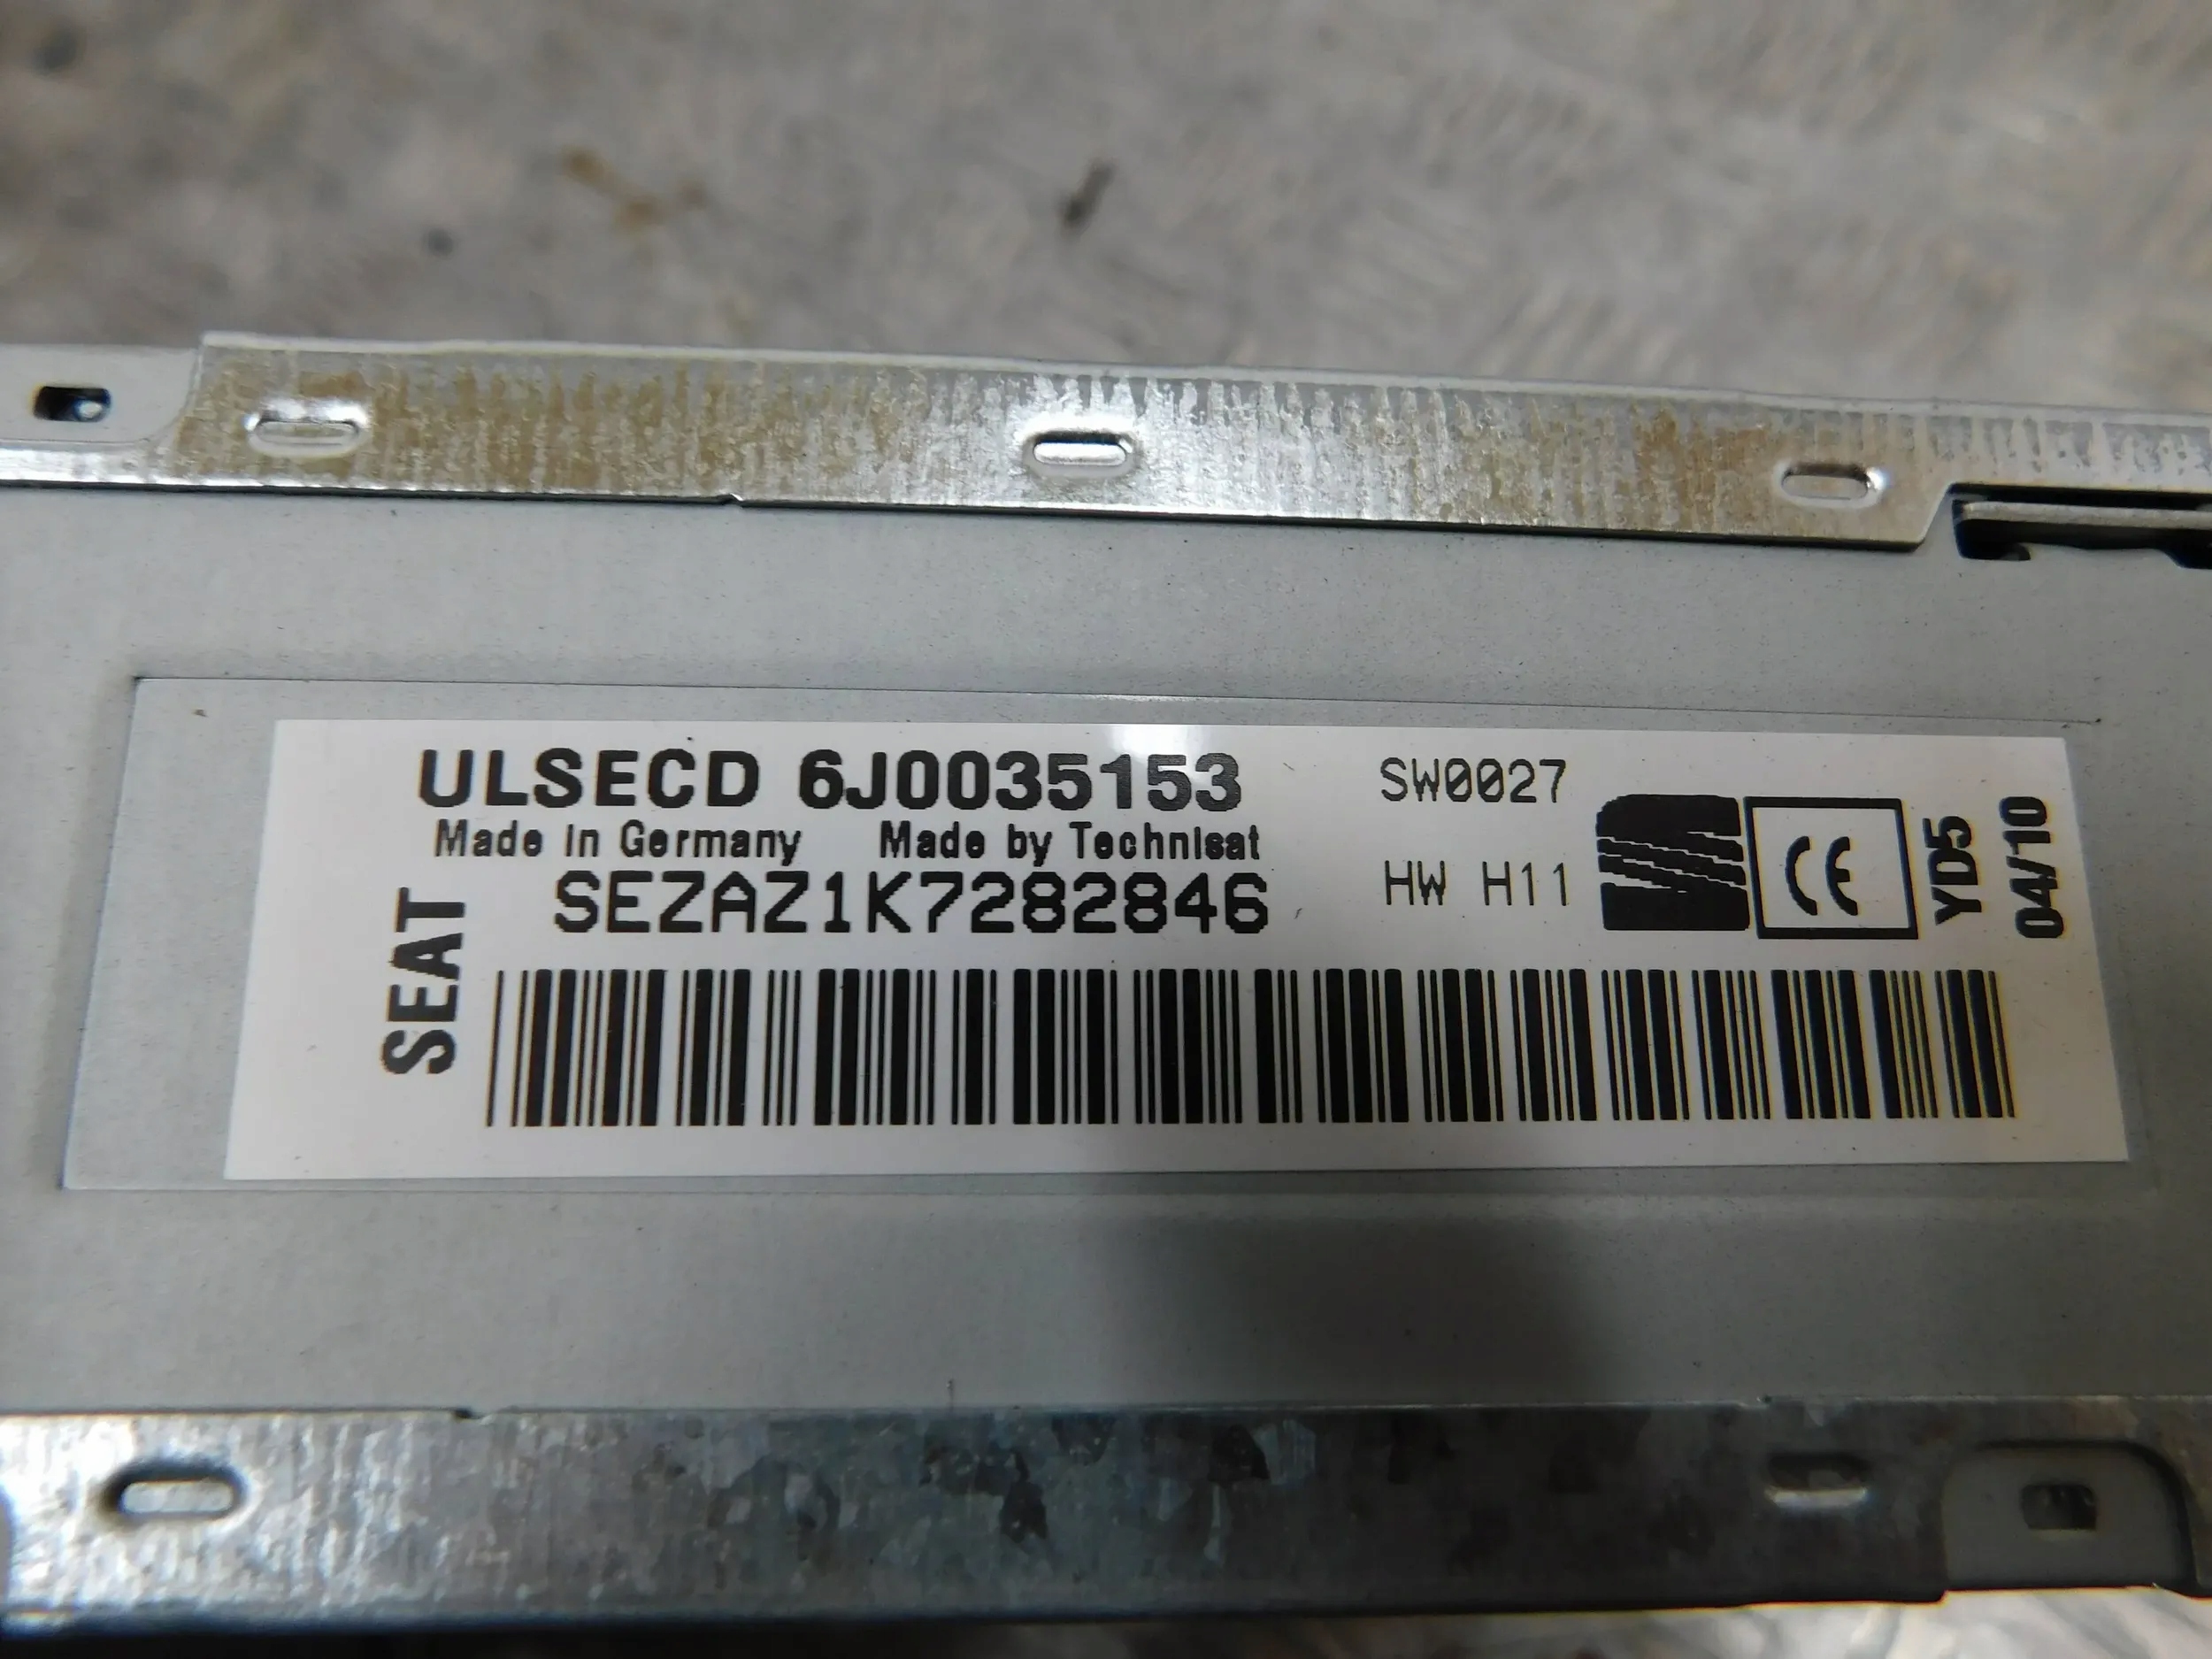 ULSECD 6J0035153
Made in Germany Made by Technisat
SEZAZ1K7282846
SEAT
SW0027
HW H11
CE
YD5
04/10